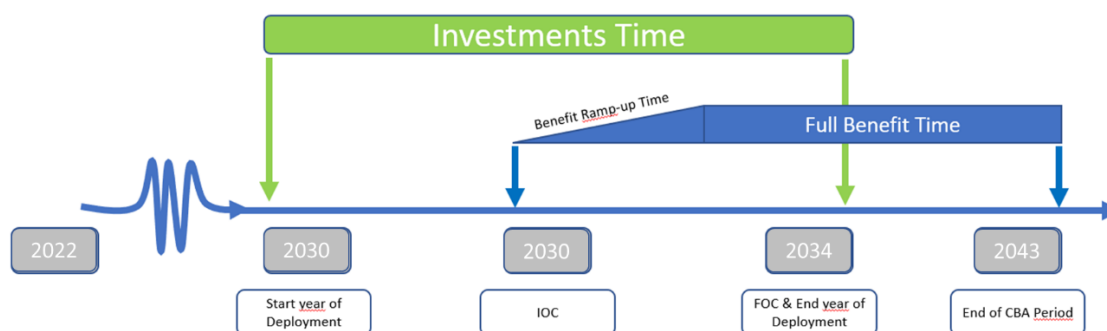 Investments Time
Benefit Ramp-up Time
Full Benefit Time
2022
2030
2030
2034
2043
Start year of
Deployment
IOC
FOC & End year of
Deployment
End of CBA Period